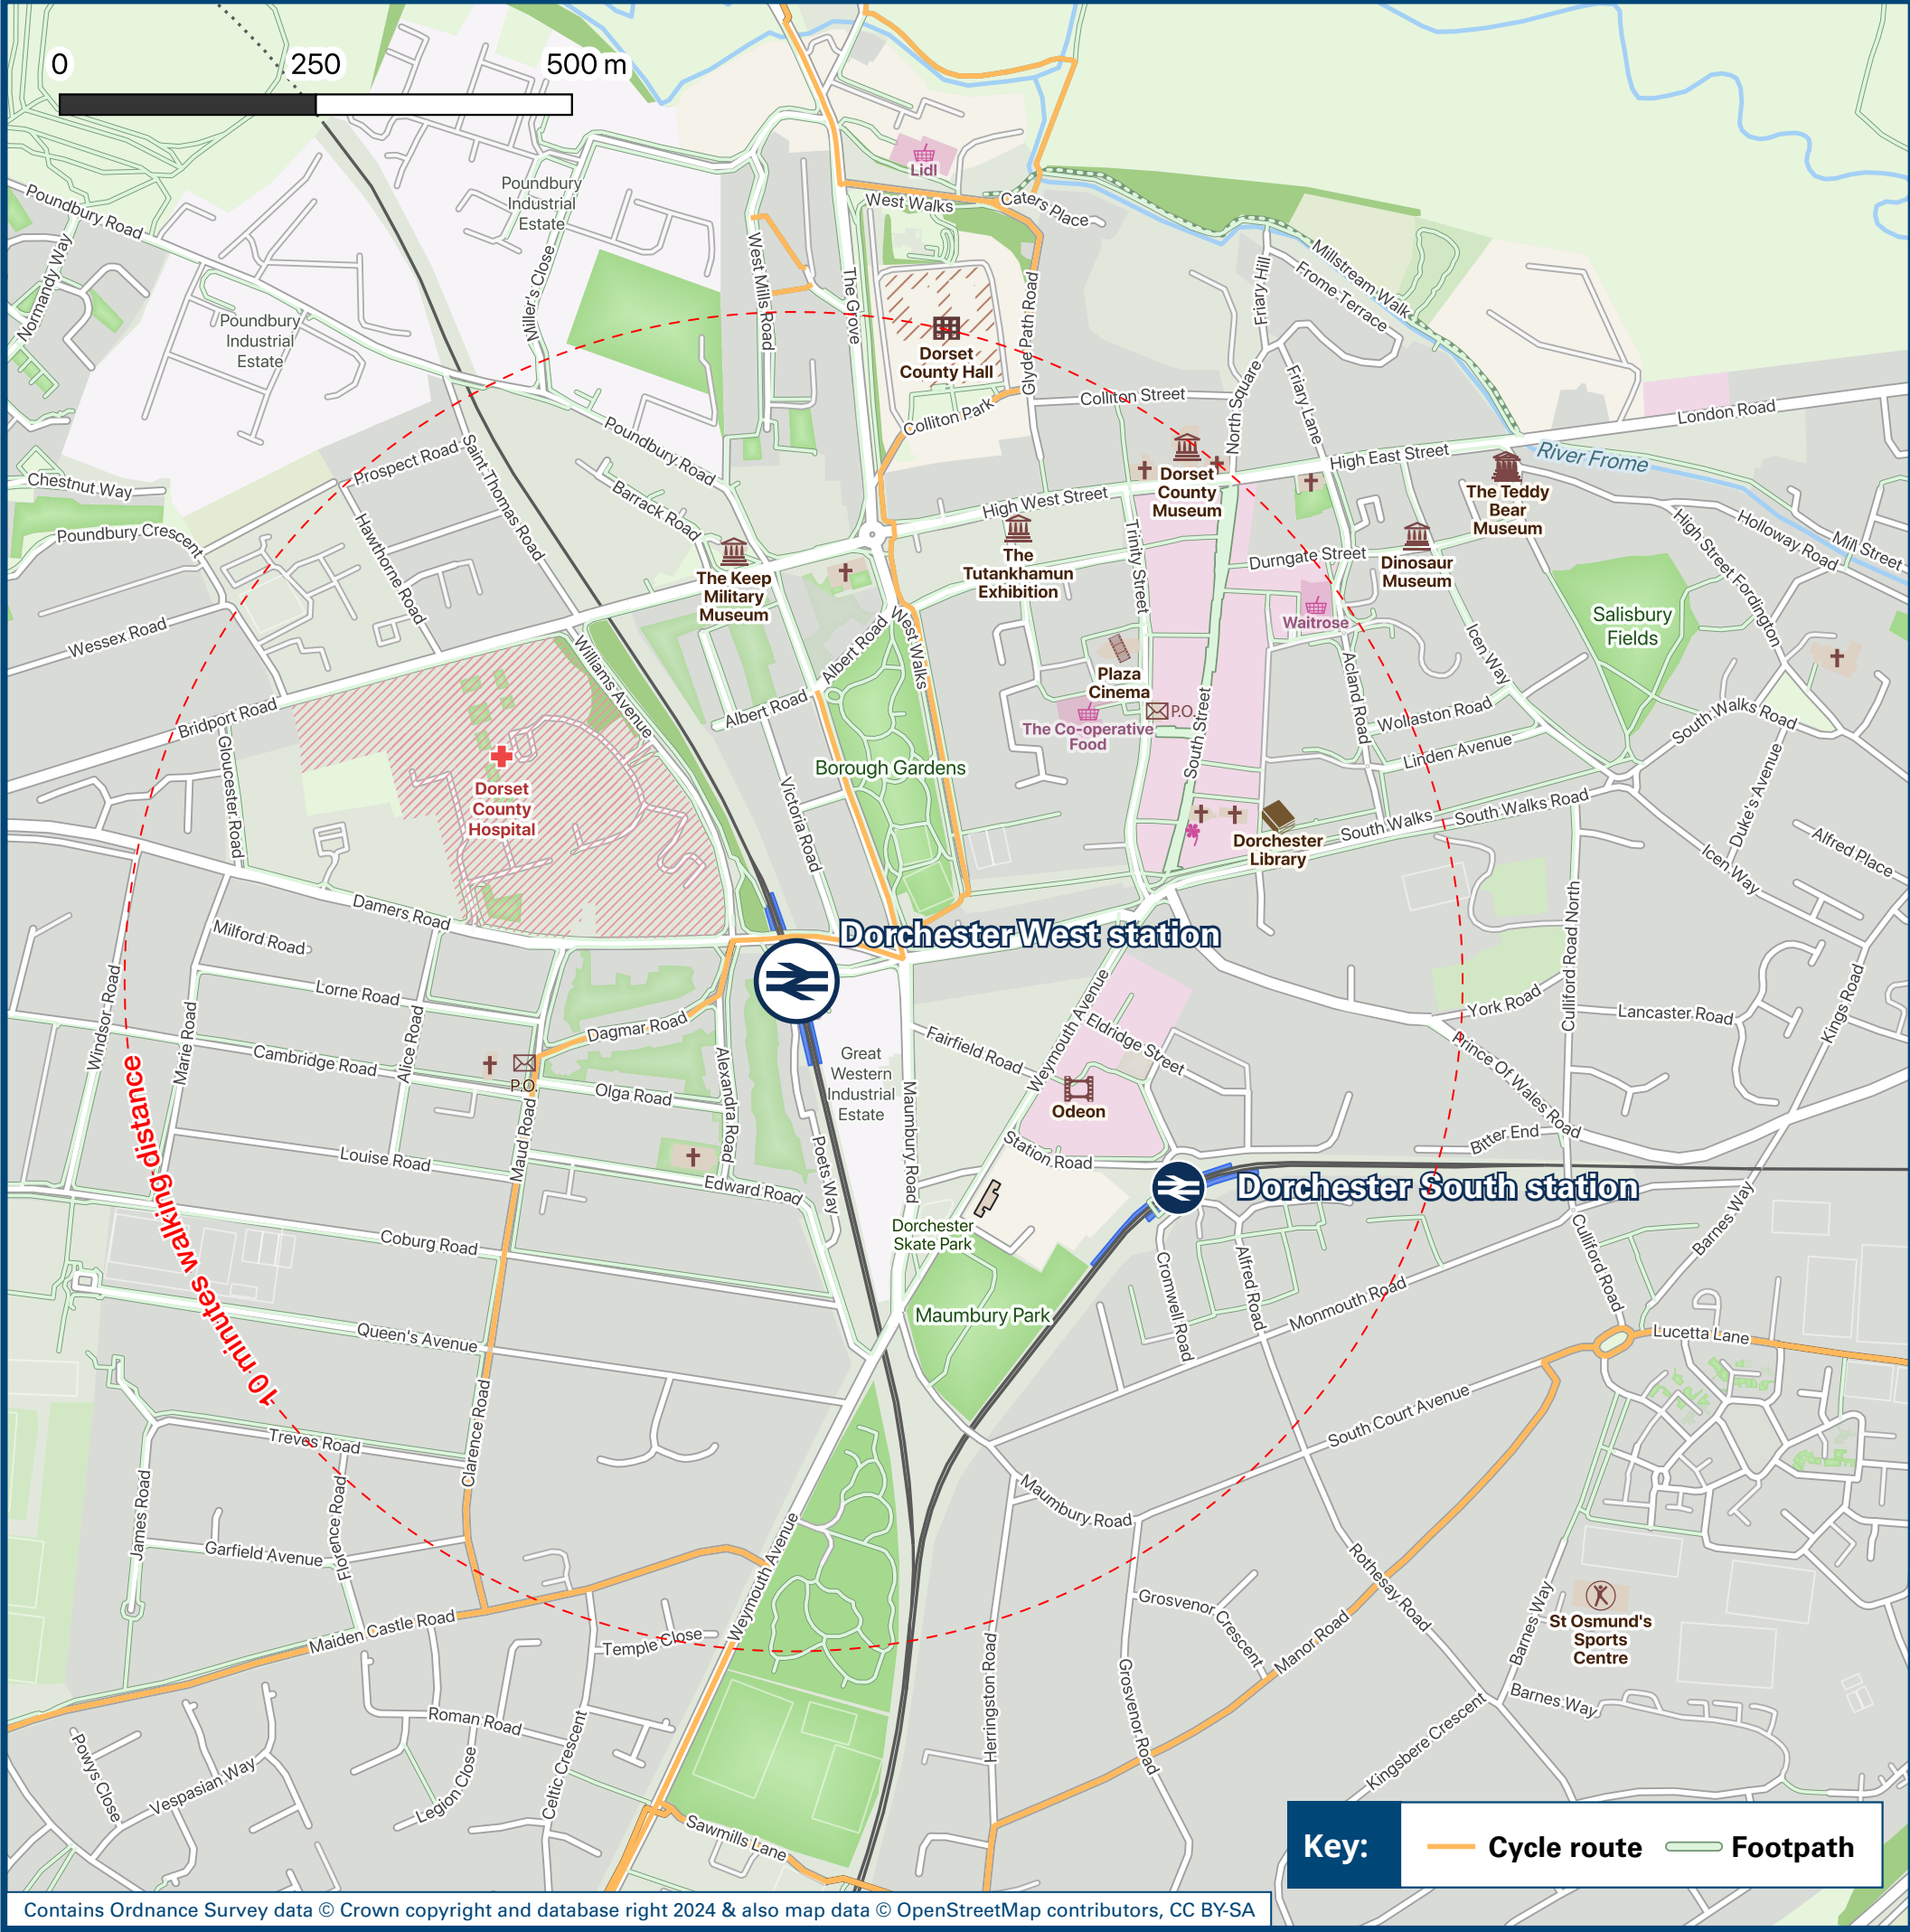 0 250 500 m
Poundbury Road
Normandy Way
Poundbury
Industrial
Estate
Poundbury
Industrial
Estate
Miller's Close
West Mills Road
The Grove
Lidl
West Walks
Caters Place
Glyde Path Road
Dorset
County Hall
Colliton Park
Colliton Street
Friary Hill
Millstream Walk
Frome Terrace
North Square
Friary Lane
London Road
River Frome
High East Street
Chestnut Way
Poundbury Crescent
Prospect Road
Saint Thomas Road
Poundbury Road
Barrack Road
Hawthorne Road
Wessex Road
Bridport Road
The Keep
Military
Museum
High West Street
The
Tutankhamun
Exhibition
Trinity Street
Dorset
County
Museum
Durngate Street
Dinosaur
Museum
The Teddy
Bear
Museum
High Street Fordington
Holloway Road
Mill Street
Salisbury
Fields
Waitrose
Icen Way
Acland Road
Wollaston Road
Linden Avenue
South Walks Road
Plaza
Cinema
P.O.
The Co-operative
Food
South Street
Albert Road
Albert Road
West Walks
Borough Gardens
Victoria Road
Williams Avenue
Dorset
County
Hospital
Gloucester Road
Damers Road
Dorchester
Library
South Walks
South Walks Road
Duke's Avenue
Icen Way
Alfred Place
Dorchester West station
Milford Road
Lorne Road
Windsor Road
Marie Road
Alice Road
Cambridge Road
Dagmar Road
P.O.
Olga Road
Alexandra Road
Maud Road
Louise Road
Edward Road
Poets Way
Great
Western
Industrial
Estate
Maumbury Road
Fairfield Road
Weymouth Avenue
Eldridge Street
Odeon
Station Road
York Road
Culliford Road North
Lancaster Road
Kings Road
Prince Of Wales Road
Bitter End
Dorchester South station
Barnes Way
Culliford Road
10 minutes walking distance
Coburg Road
Queen's Avenue
Dorchester
Skate Park
Maumbury Park
Cromwell Road
Alfred Road
Monmouth Road
Lucetta Lane
South Court Avenue
Treves Road
Clarence Road
James Road
Florence Road
Garfield Avenue
Maiden Castle Road
Weymouth Avenue
Temple Close
Maumbury Road
Rothesay Road
Grosvenor Crescent
Manor Road
Herringston Road
Grosvenor Road
Barnes Way
St Osmund's
Sports
Centre
Barnes Way
Kingsbere Crescent
Roman Road
Powys Close
Vespasian Way
Legion Close
Celtic Crescent
Sawmills Lane
Key: Cycle route Footpath
Contains Ordnance Survey data © Crown copyright and database right 2024 & also map data © OpenStreetMap contributors, CC BY-SA